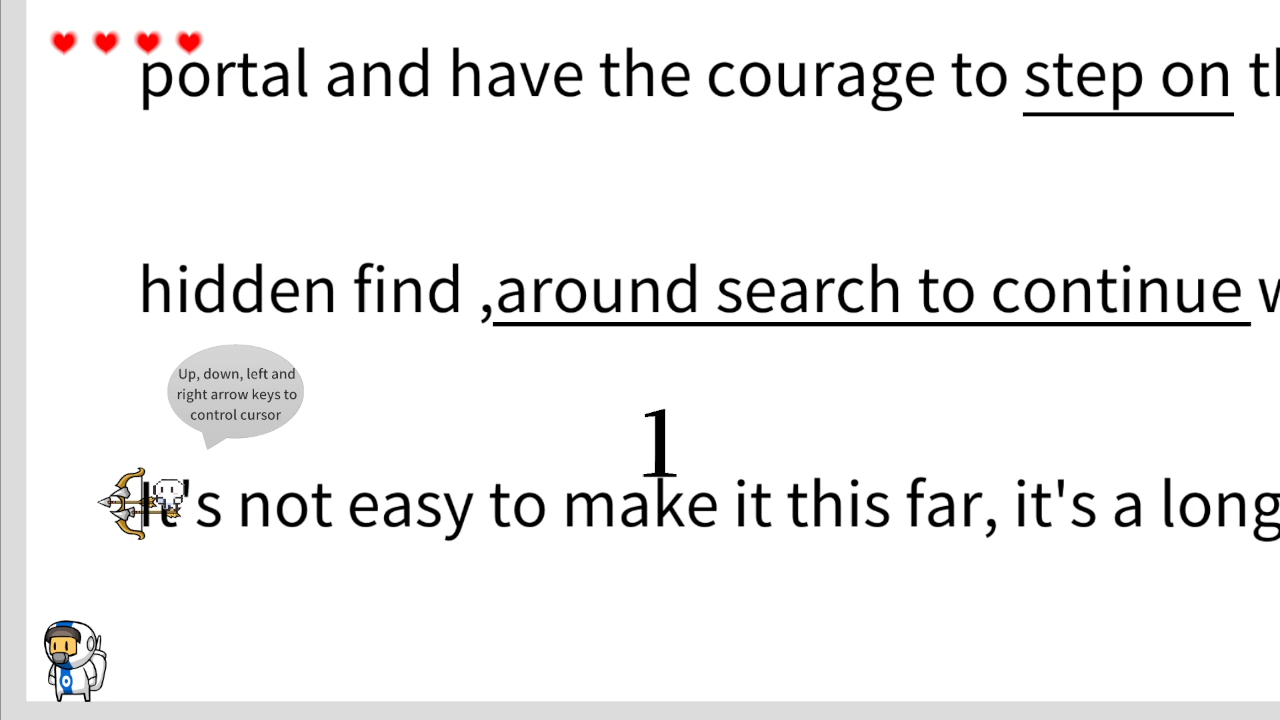 portal and have the courage to step on th
hidden find ,around search to continue w
Up, down, left and
right arrow keys to
control cursor
1
It's not easy to make it this far, it's a long